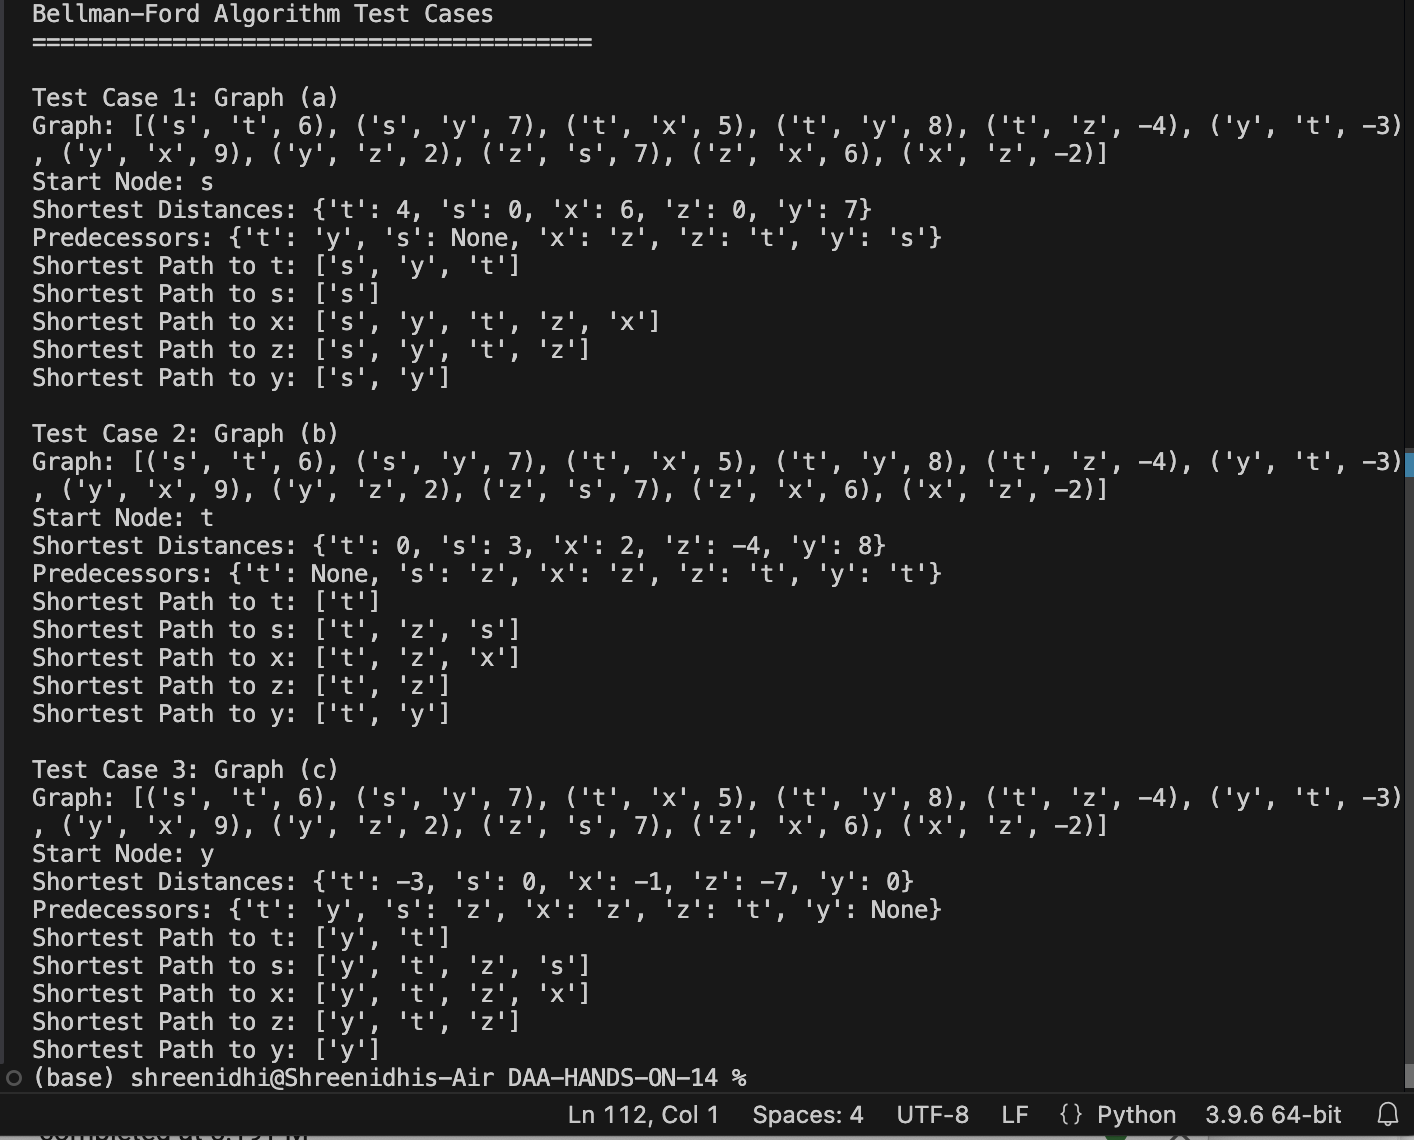 Bellman-Ford Algorithm Test Cases
========================================
Test Case 1: Graph (a)
Graph: [('s', 't', 6), ('s', 'y', 7), ('t', 'x', 5), ('t', 'y', 8), ('t', 'z', -4), ('y', 't', -3)
, ('y', 'x', 9), ('y', 'z', 2), ('z', 's', 7), ('z', 'x', 6), ('x', 'z', -2)]
Start Node: s
Shortest Distances: {'t': 4, 's': 0, 'x': 6, 'z': 0, 'y': 7}
Predecessors: {'t': 'y', 's': None, 'x': 'z', 'z': 't', 'y': 's'}
Shortest Path to t: ['s', 'y', 't']
Shortest Path to s: ['s']
Shortest Path to x: ['s', 'y', 't', 'z', 'x']
Shortest Path to z: ['s', 'y', 't', 'z']
Shortest Path to y: ['s', 'y']
Test Case 2: Graph (b)
Graph: [('s', 't', 6), ('s', 'y', 7), ('t', 'x', 5), ('t', 'y', 8), ('t', 'z', -4), ('y', 't', -3)
, ('y', 'x', 9), ('y', 'z', 2), ('z', 's', 7), ('z', 'x', 6), ('x', 'z', -2)]
Start Node: t
Shortest Distances: {'t': 0, 's': 3, 'x': 2, 'z': -4, 'y': 8}
Predecessors: {'t': None, 's': 'z', 'x': 'z', 'z': 't', 'y': 't'}
Shortest Path to t: ['t']
Shortest Path to s: ['t', 'z', 's']
Shortest Path to x: ['t', 'z', 'x']
Shortest Path to z: ['t', 'z']
Shortest Path to y: ['t', 'y']
Test Case 3: Graph (c)
Graph: [('s', 't', 6), ('s', 'y', 7), ('t', 'x', 5), ('t', 'y', 8), ('t', 'z', -4), ('y', 't', -3)
, ('y', 'x', 9), ('y', 'z', 2), ('z', 's', 7), ('z', 'x', 6), ('x', 'z', -2)]
Start Node: y
Shortest Distances: {'t': -3, 's': 0, 'x': -1, 'z': -7, 'y': 0}
Predecessors: {'t': 'y', 's': 'z', 'x': 'z', 'z': 't', 'y': None}
Shortest Path to t: ['y', 't']
Shortest Path to s: ['y', 't', 'z', 's']
Shortest Path to x: ['y', 't', 'z', 'x']
Shortest Path to z: ['y', 't', 'z']
Shortest Path to y: ['y']
(base) shreenidhi@Shreenidhis-Air DAA-HANDS-ON-14 %
Ln 112, Col 1 Spaces: 4 UTF-8 LF {} Python 3.9.6 64-bit